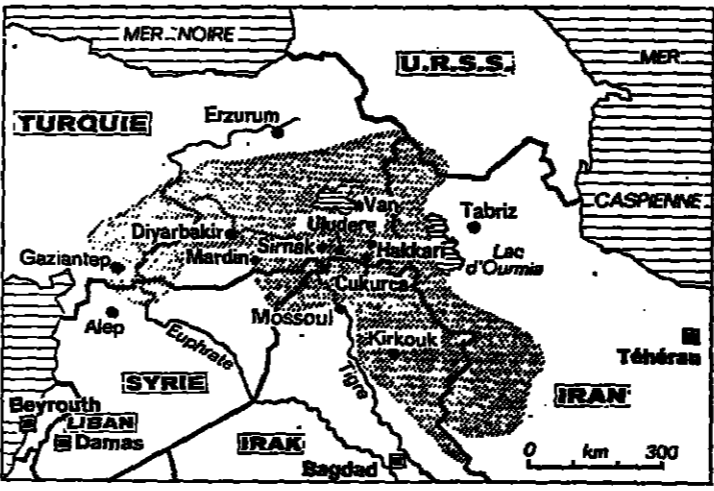 MER NOIRE
U.R.S.S.
MER
CASPIENNE
TURQUIE
Erzurum
Van
Tabriz
Diyarbakir
Uludere
Sirnak
Hakkari
Lac
d'Ourmia
Gaziantep
Mardin
Cukurca
Alep
Mossoul
Euphrate
Kirkouk
Téhéran
SYRIE
Tigre
IRAN
Beyrouth
LIBAN
Damas
IRAK
Bagdad
0 km 300